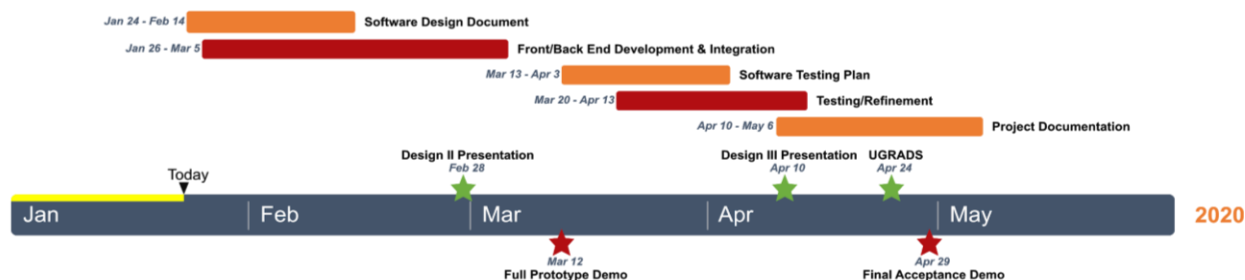 Jan 24 - Feb 14 Software Design Document
Jan 26 - Mar 5 Front/Back End Development & Integration
Mar 13 - Apr 3 Software Testing Plan
Mar 20 - Apr 13 Testing/Refinement
Apr 10 - May 6 Project Documentation
Design II Presentation Design III Presentation UGRADS
Feb 28 Apr 10 Apr 24
Today
Jan Feb Mar Apr May 2020
Mar 12 Apr 29
Full Prototype Demo Final Acceptance Demo